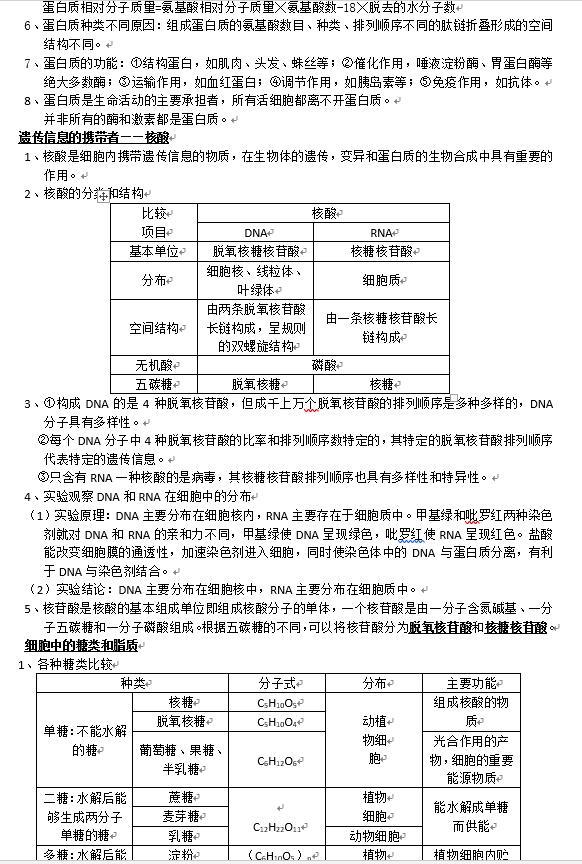 蛋白质相对分子质量=氨基酸相对分子质量╳氨基酸数-18╳脱去的水分子数
6、蛋白质种类不同原因：组成蛋白质的氨基酸数目、种类、排列顺序不同的肽链折叠形成的空间
结构不同。
7、蛋白质的功能：①结构蛋白，如肌肉、头发、蛛丝等；②催化作用，唾液淀粉酶、胃蛋白酶等
绝大多数酶；③运输作用，如血红蛋白；④调节作用，如胰岛素等；⑤免疫作用，如抗体。
8、蛋白质是生命活动的主要承担者，所有活细胞都离不开蛋白质。
并非所有的酶和激素都是蛋白质。
遗传信息的携带者——核酸
1、核酸是细胞内携带遗传信息的物质，在生物体的遗传，变异和蛋白质的生物合成中具有重要的
作用。
2、核酸的分类和结构
比较 核酸
项目 DNA RNA
基本单位 脱氧核糖核苷酸 核糖核苷酸
分布 细胞核、线粒体、
叶绿体 细胞质
空间结构 由两条脱氧核苷酸
长链构成，呈规则
的双螺旋结构 由一条核糖核苷酸长
链构成
无机酸 磷酸
五碳糖 脱氧核糖 核糖
3、①构成 DNA 的是 4 种脱氧核苷酸，但成千上万个脱氧核苷酸的排列顺序是多种多样的，DNA
分子具有多样性。
②每个 DNA 分子中 4 种脱氧核苷酸的比率和排列顺序数特定的，其特定的脱氧核苷酸排列顺序
代表特定的遗传信息。
③只含有 RNA 一种核酸的是病毒，其核糖核苷酸排列顺序也具有多样性和特异性。
4、实验观察 DNA 和 RNA 在细胞中的分布
（1）实验原理：DNA 主要分布在细胞核内，RNA 主要存在于细胞质中。甲基绿和吡罗红两种染色
剂就对 DNA 和 RNA 的亲和力不同，甲基绿使 DNA 呈现绿色，吡罗红使 RNA 呈现红色。盐酸
能改变细胞膜的通透性，加速染色剂进入细胞，同时使染色体中的 DNA 与蛋白质分离，有利
于 DNA 与染色剂结合。
（2）实验结论：DNA 主要分布在细胞核中，RNA 主要分布在细胞质中。
5、核苷酸是核酸的基本组成单位即组成核酸分子的单体，一个核苷酸是由一分子含氮碱基、一分
子五碳糖和一分子磷酸组成。根据五碳糖的不同，可以将核苷酸分为脱氧核苷酸和核糖核苷酸。
细胞中的糖类和脂质
1、各种糖类比较
种类 分子式 分布 主要功能
单糖：不能水解
的糖 核糖 C₅H₁₀O₅ 动植
物细
胞 组成核酸的物
质
脱氧核糖 C₅H₁₀O₄
葡萄糖、果糖、
半乳糖 C₆H₁₂O₆ 光合作用的产
物，细胞的重要
能源物质
二糖：水解后能
够生成两分子
单糖的糖 蔗糖 C₁₂H₂₂O₁₁ 植物
细胞 能水解成单糖
而供能
麦芽糖
乳糖 动物细胞
多糖：水解后能 淀粉 （C₆H₁₀O₅）ₙ 植物 植物细胞内贮